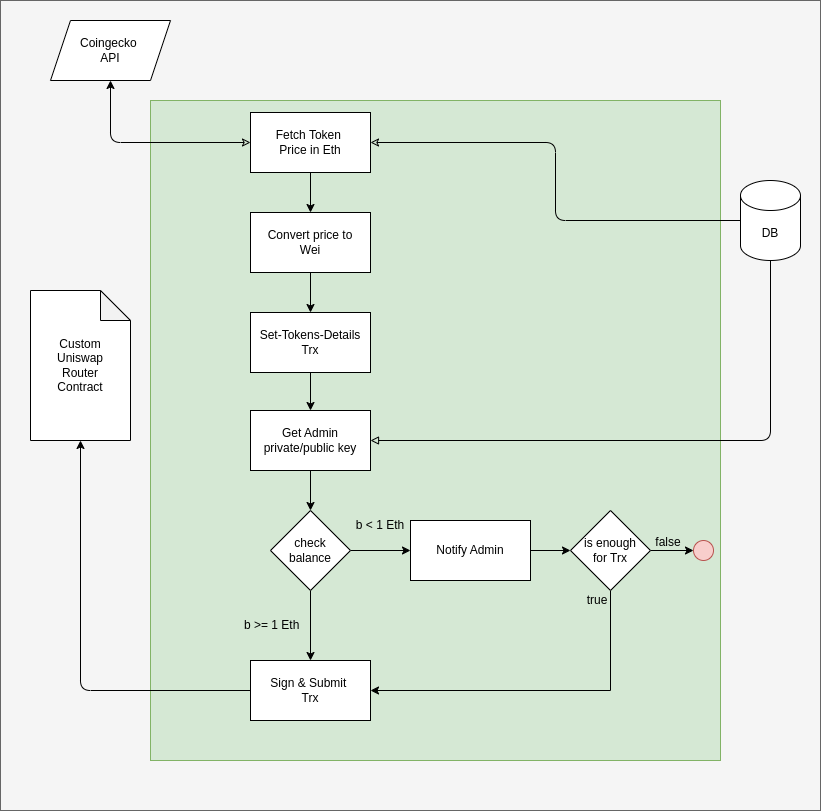 Coingecko
API
Fetch Token
Price in Eth
Convert price to
Wei
DB
Set-Tokens-Details
Trx
Custom
Uniswap
Router
Contract
Get Admin
private/public key
check
balance
b < 1 Eth
Notify Admin
is enough
for Trx
false
true
b >= 1 Eth
Sign & Submit
Trx